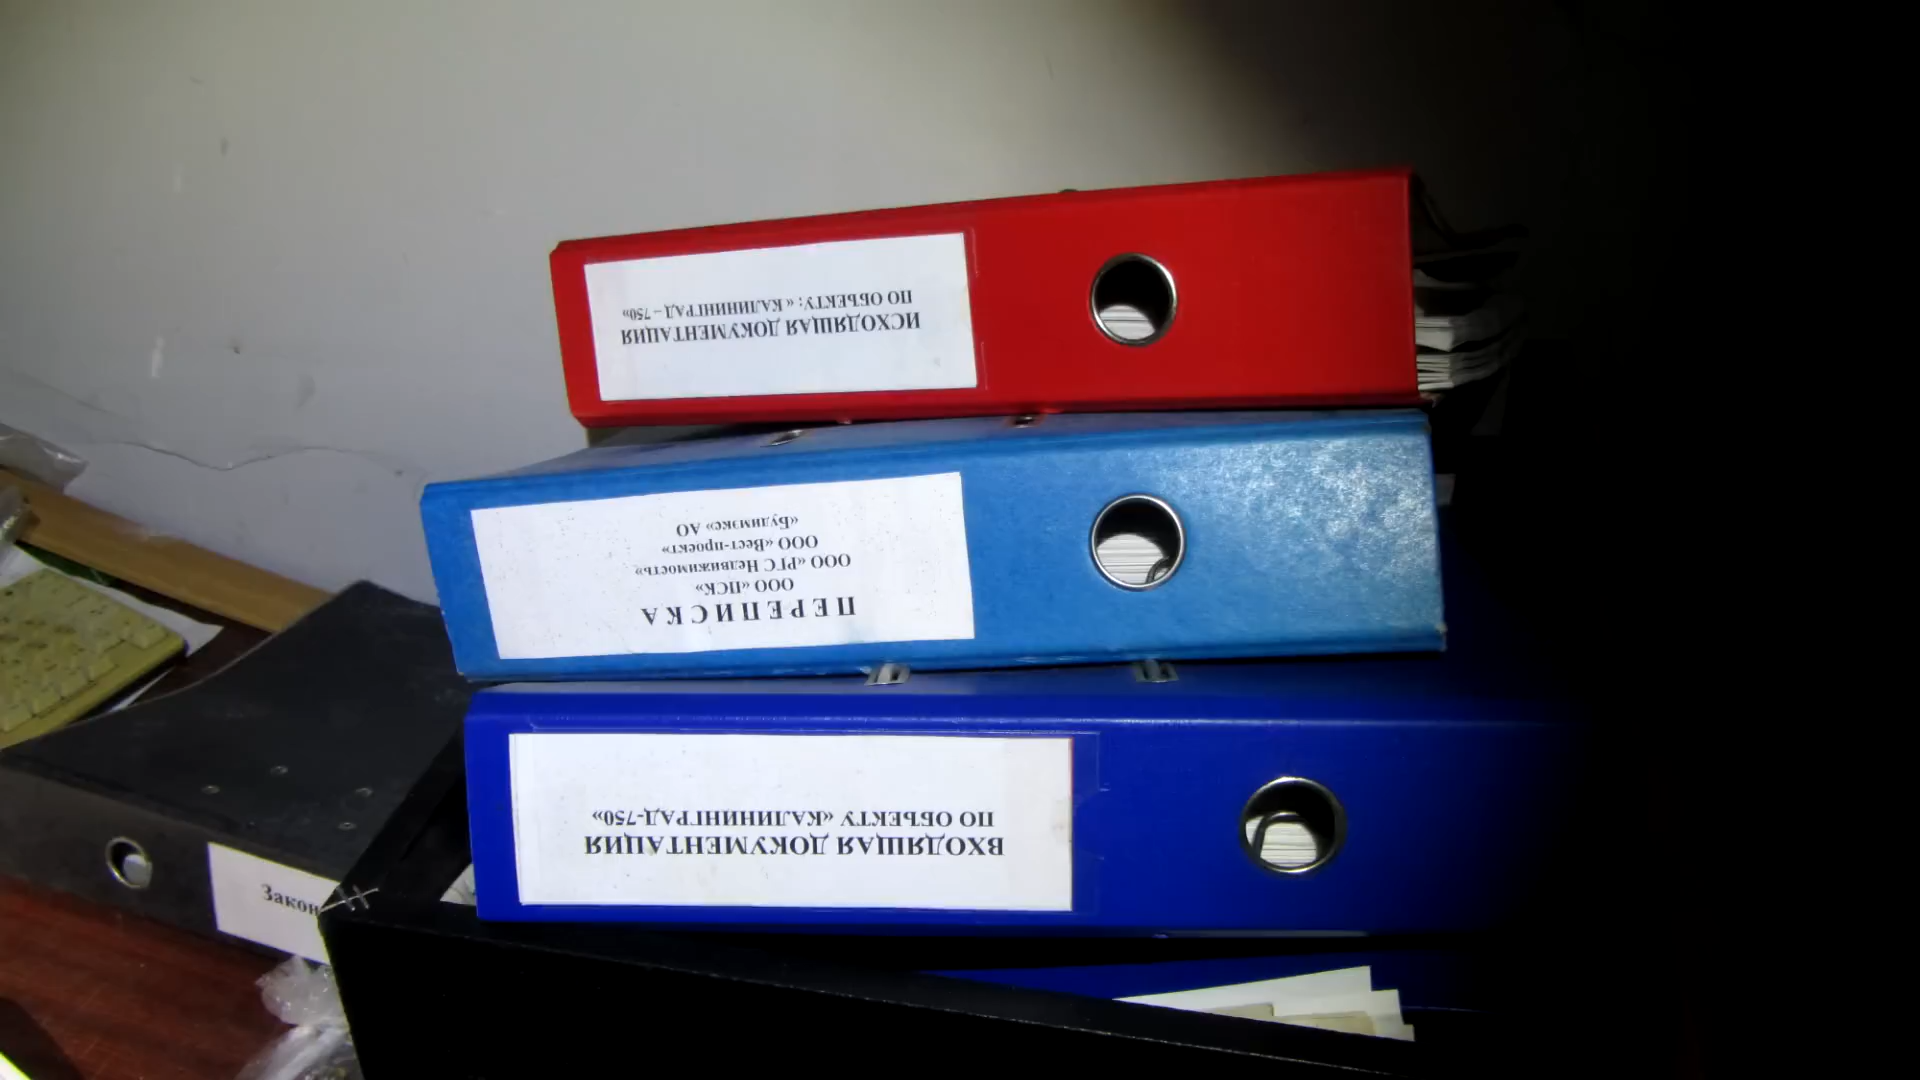 ИСХОДЯЩАЯ ДОКУМЕНТАЦИЯ
ПО ОБЪЕКТУ: « КАЛИНИНГРАД – 750»
ПЕРЕПИСКА
ООО «ПСК»
ООО «РГС Недвижимость»
ООО «Вест-проект»
«Будимэкс» АО
ВХОДЯЩАЯ ДОКУМЕНТАЦИЯ
ПО ОБЪЕКТУ «КАЛИНИНГРАД-750»
Закон